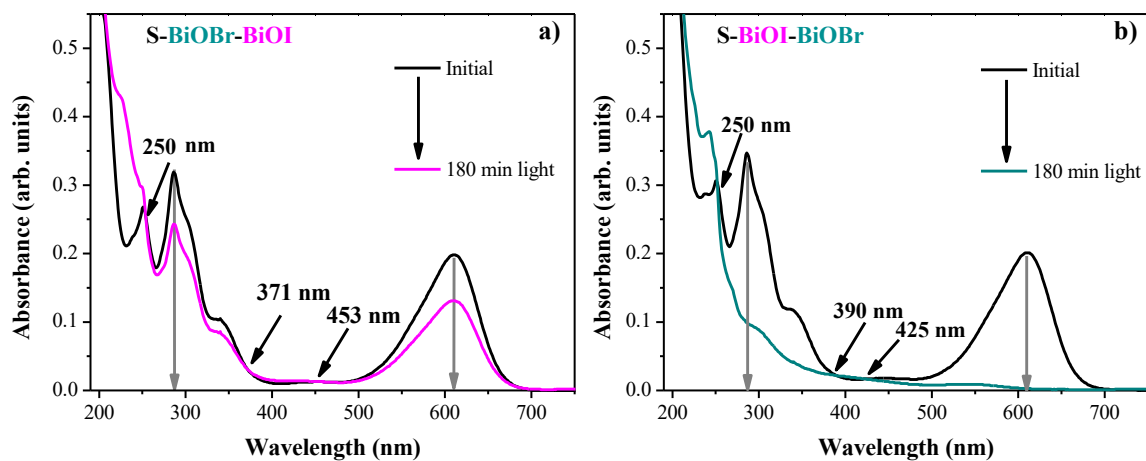 S-BiOBr-BiOI
a)
Initial
180 min light
250 nm
371 nm
453 nm
0.5
0.4
0.3
0.2
0.1
0.0
200 300 400 500 600 700
Absorbance (arb. units)
Wavelength (nm)
S-BiOI-BiOBr
b)
Initial
180 min light
250 nm
390 nm
425 nm
0.5
0.4
0.3
0.2
0.1
0.0
200 300 400 500 600 700
Absorbance (arb. units)
Wavelength (nm)